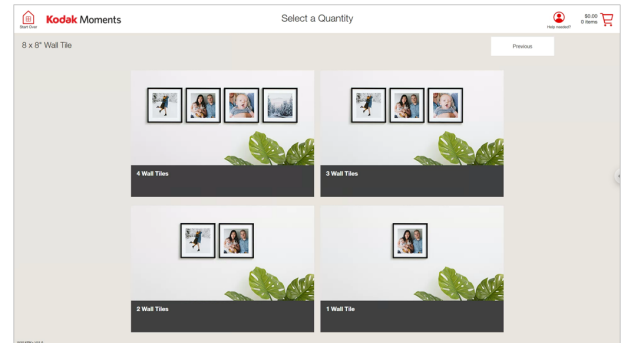 Kodak Moments
Select a Quantity
Start Over
Help needed?
$0.00
0 items
8 x 8" Wall Tile
Previous
4 Wall Tiles
3 Wall Tiles
2 Wall Tiles
1 Wall Tile